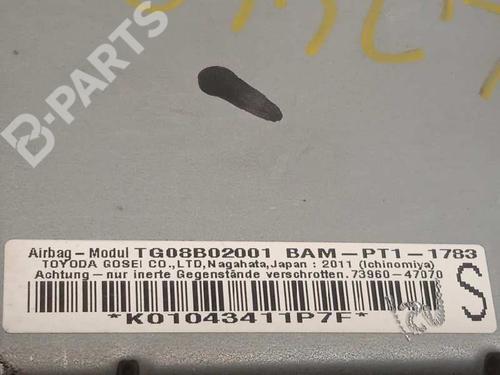 B-PARTS
Airbag-Modul TG08B02001 BAM-PT1-1783
TOYODA GOSEI CO.,LTD,Nagahata,Japan : 2011 (Ichinomiya)
Achtung - nur inerte Gegenstände verschrotten. 73960-47070
S
*K01043411P7F*